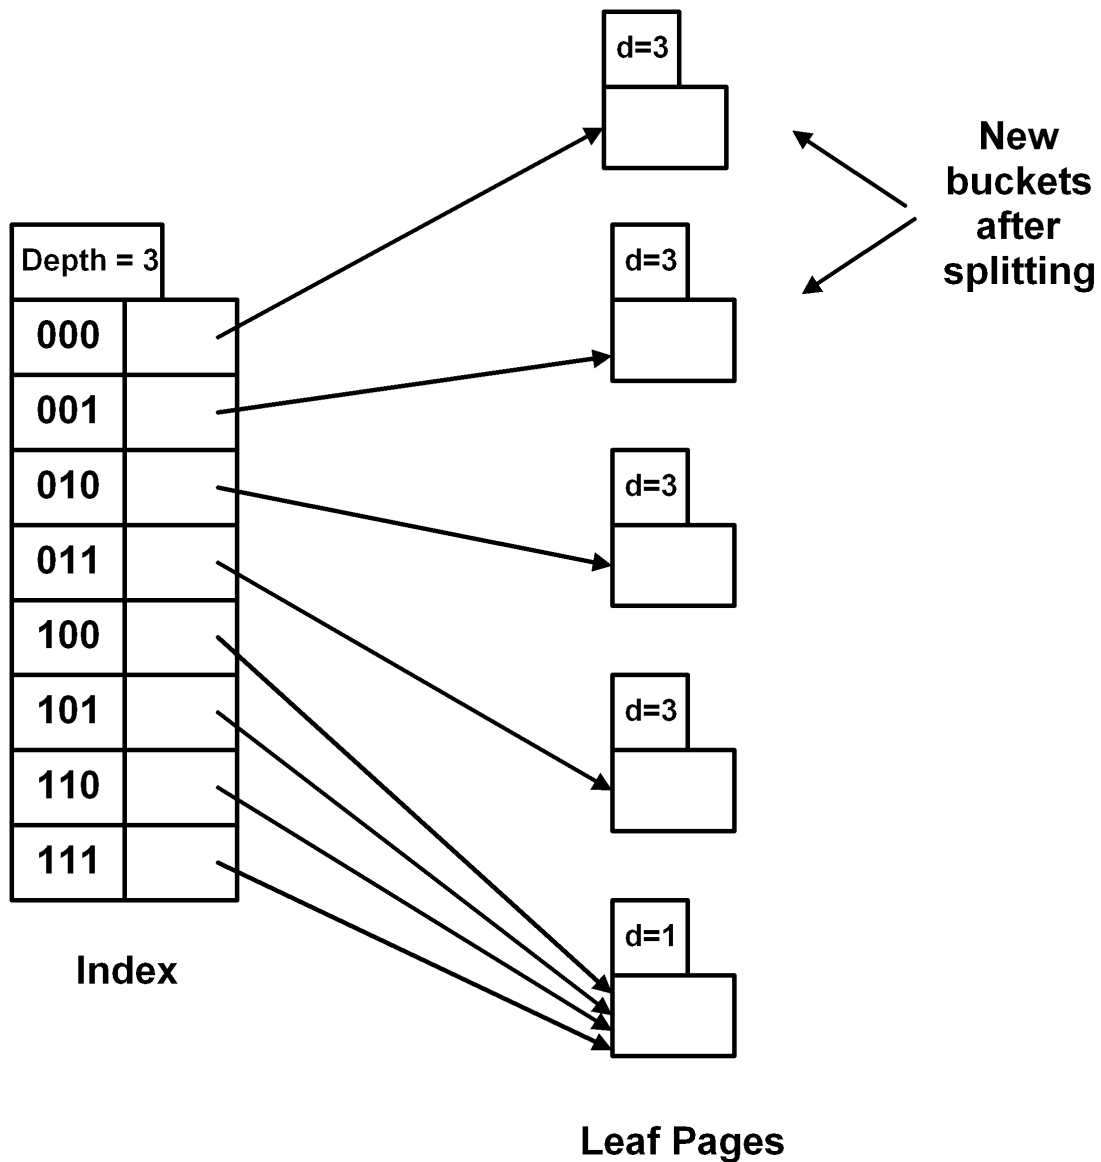 d=3
New
buckets
after
splitting
Depth = 3
d=3
000
001
010
d=3
011
100
101
d=3
110
111
d=1
Index
Leaf Pages